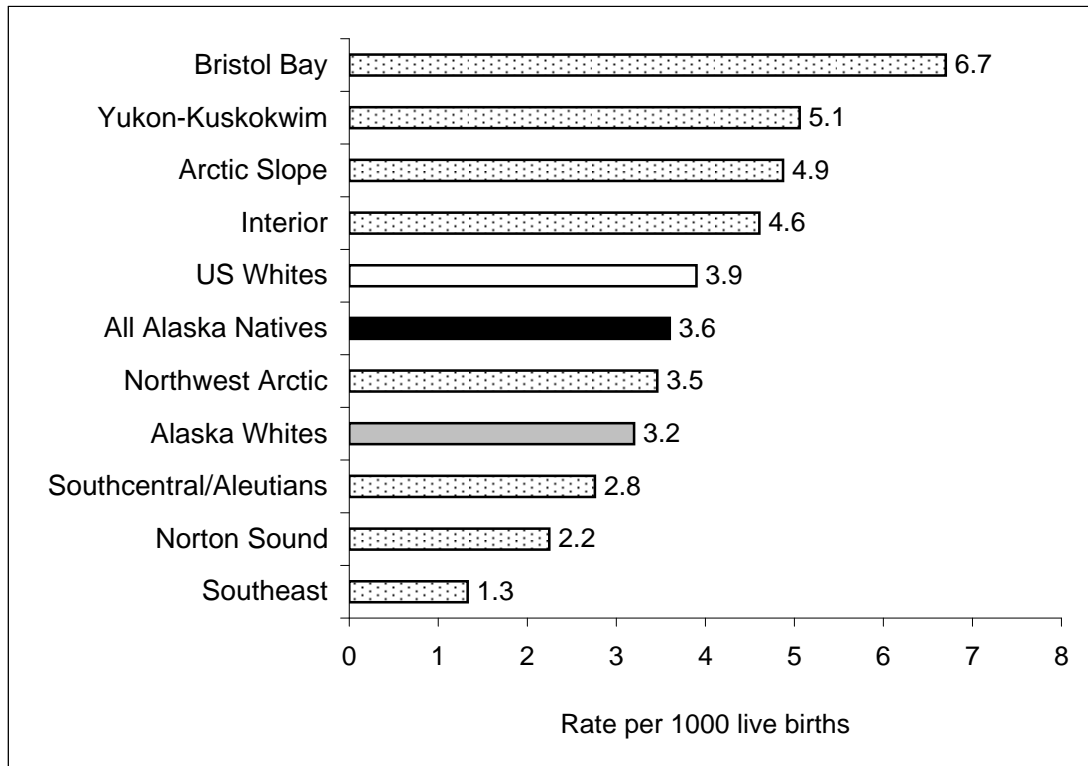 Bristol Bay 6.7
Yukon-Kuskokwim 5.1
Arctic Slope 4.9
Interior 4.6
US Whites 3.9
All Alaska Natives 3.6
Northwest Arctic 3.5
Alaska Whites 3.2
Southcentral/Aleutians 2.8
Norton Sound 2.2
Southeast 1.3
0 1 2 3 4 5 6 7 8
Rate per 1000 live births